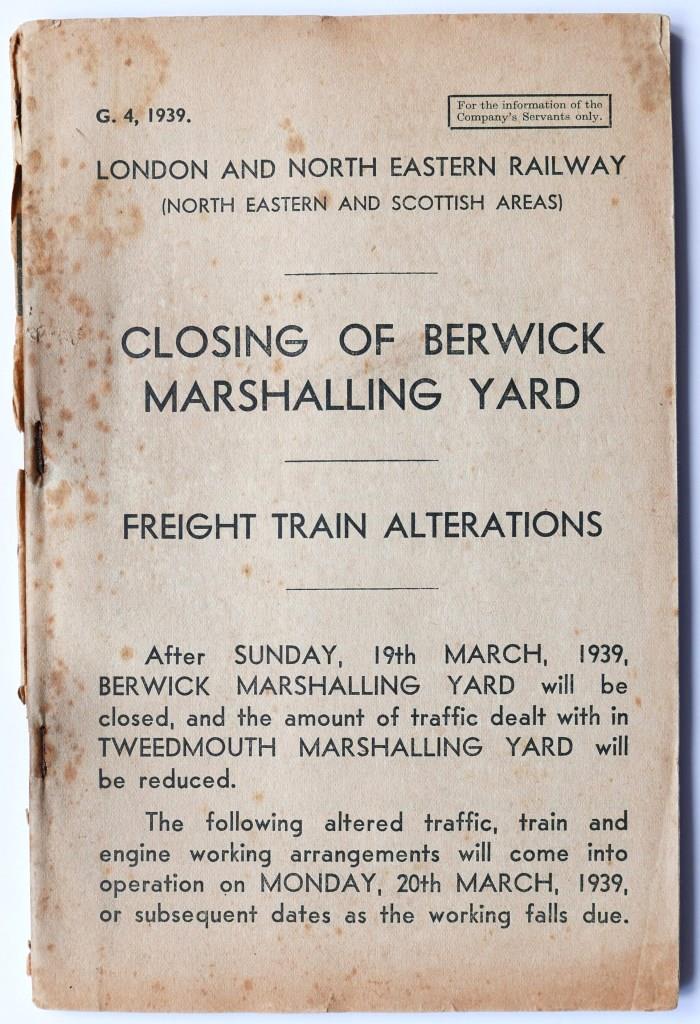 G. 4, 1939.
For the information of the
Company's Servants only.
LONDON AND NORTH EASTERN RAILWAY
(NORTH EASTERN AND SCOTTISH AREAS)
CLOSING OF BERWICK
MARSHALLING YARD
FREIGHT TRAIN ALTERATIONS
After SUNDAY, 19th MARCH, 1939,
BERWICK MARSHALLING YARD will be
closed, and the amount of traffic dealt with in
TWEEDMOUTH MARSHALLING YARD will
be reduced.
The following altered traffic, train and
engine working arrangements will come into
operation on MONDAY, 20th MARCH, 1939,
or subsequent dates as the working falls due.